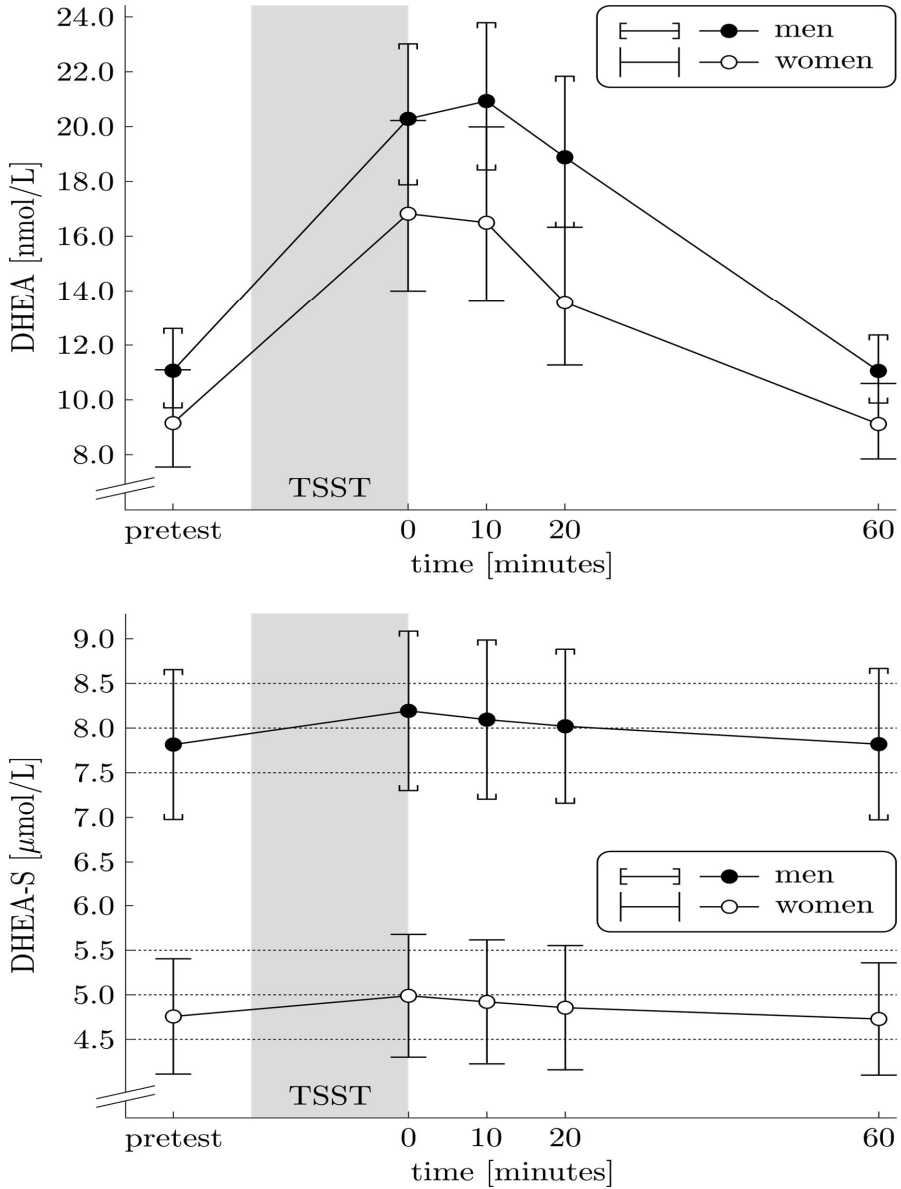 24.0
22.0
20.0
18.0
16.0
14.0
12.0
10.0
8.0
DHEA [nmol/L]
men
women
TSST
pretest 0 10 20 60
time [minutes]
9.0
8.5
8.0
7.5
7.0
6.5
6.0
5.5
5.0
4.5
DHEA-S [μmol/L]
men
women
TSST
pretest 0 10 20 60
time [minutes]